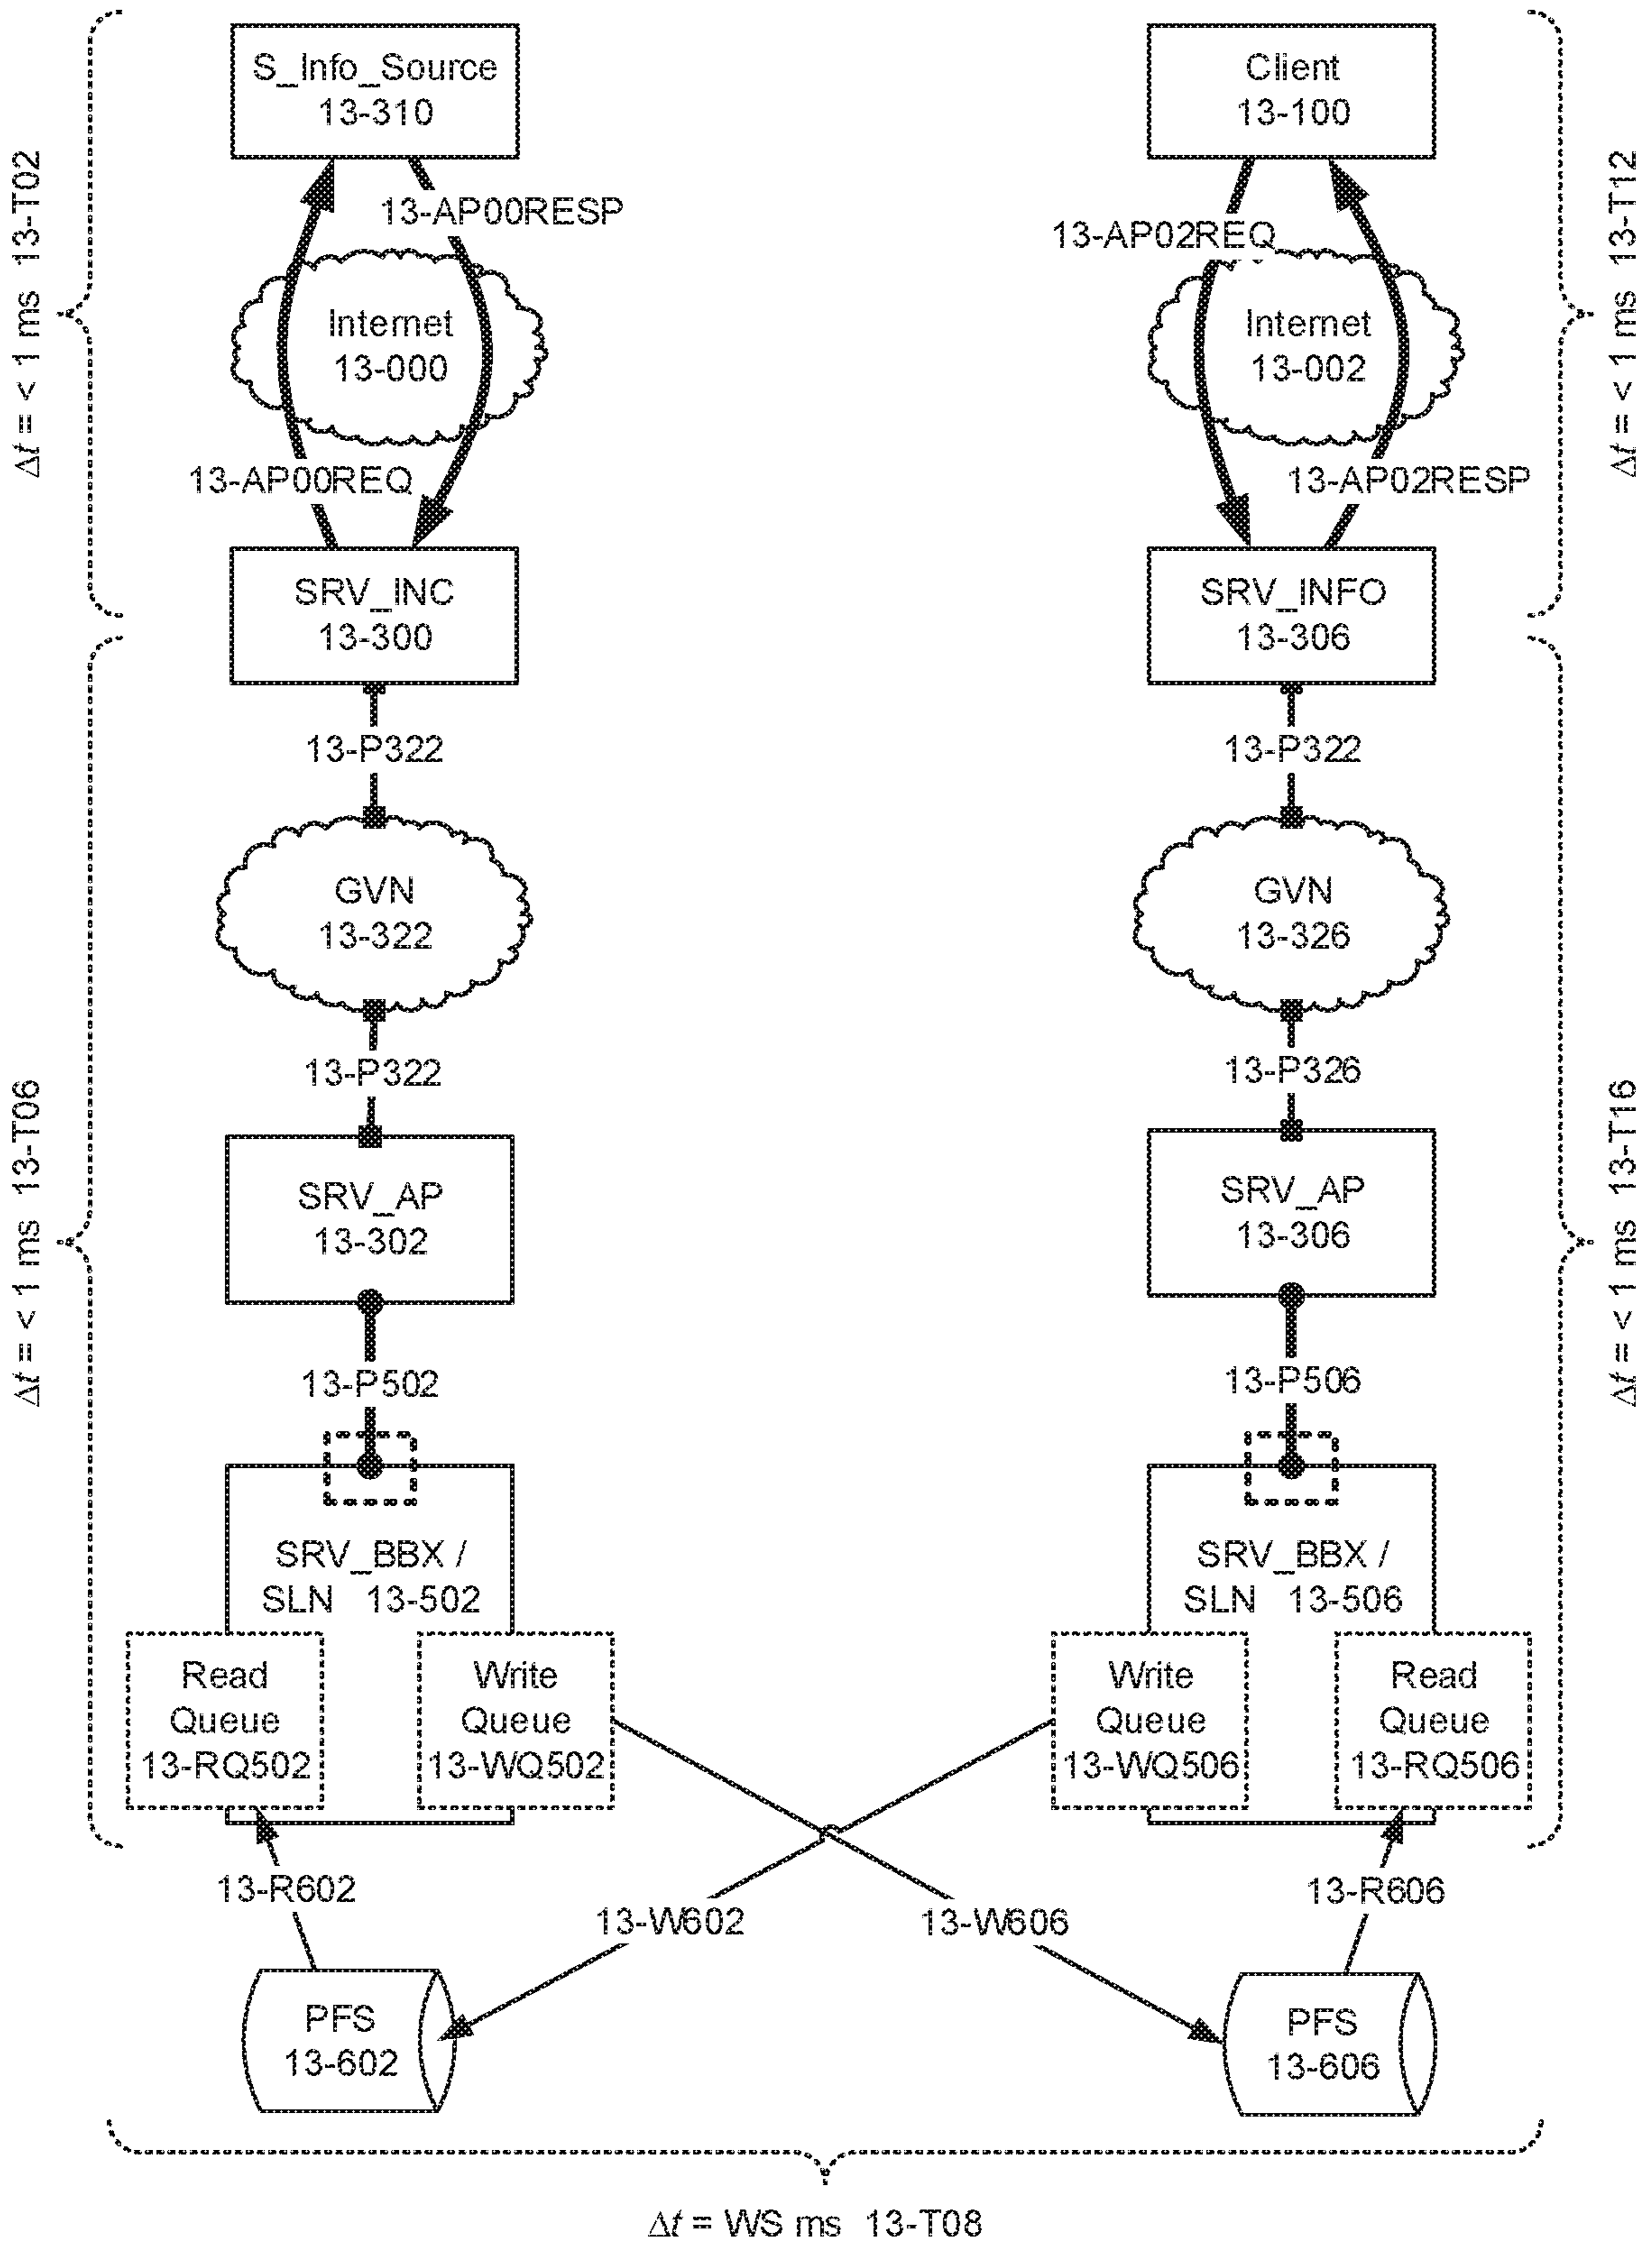 S_Info_Source
13-310
Client
13-100
Δt = < 1 ms 13-T02
Δt = < 1 ms 13-T12
13-AP00RESP
13-AP02REQ
Internet
13-000
Internet
13-002
13-AP00REQ
13-AP02RESP
SRV_INC
13-300
SRV_INFO
13-306
13-P322
13-P322
GVN
13-322
GVN
13-326
13-P322
13-P326
Δt = < 1 ms 13-T06
Δt = < 1 ms 13-T16
SRV_AP
13-302
SRV_AP
13-306
13-P502
13-P506
SRV_BBX /
SLN 13-502
SRV_BBX /
SLN 13-506
Read
Queue
13-RQ502
Write
Queue
13-WQ502
Write
Queue
13-WQ506
Read
Queue
13-RQ506
13-R602
13-W602
13-W606
13-R606
PFS
13-602
PFS
13-606
Δt = WS ms 13-T08